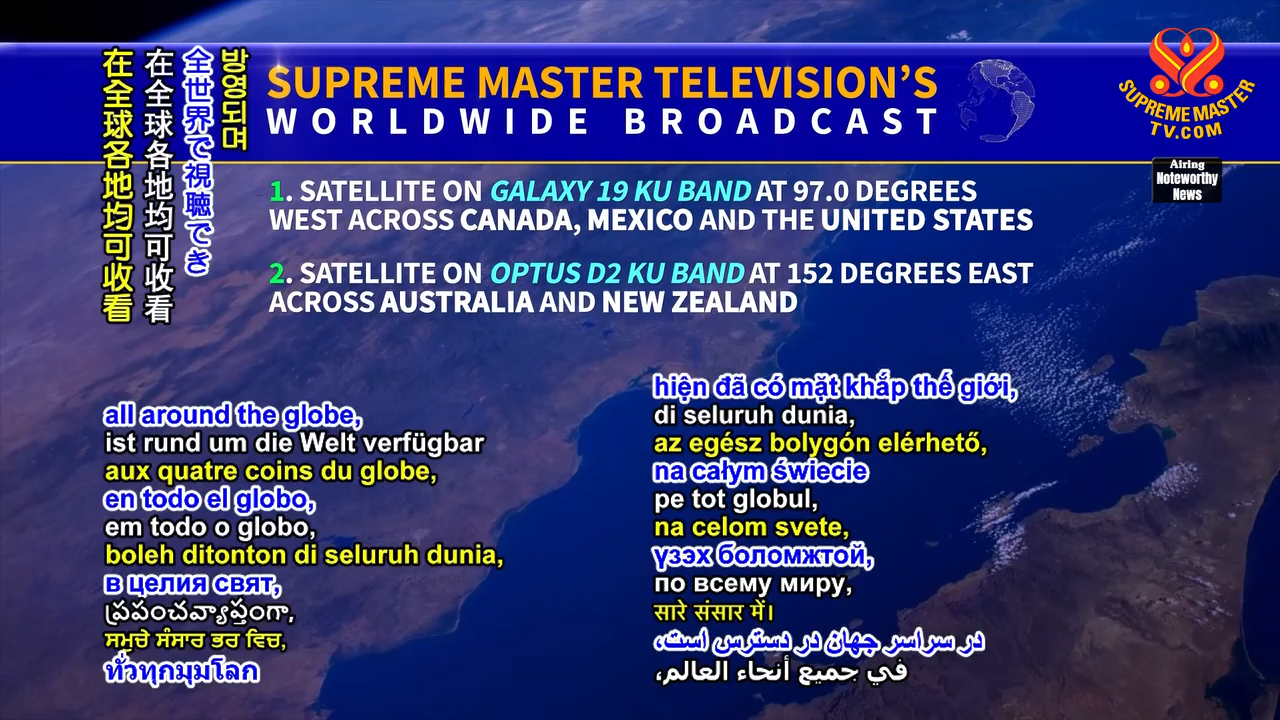 在全球各地均可收看
在全球各地均可收看
全世界で視聴でき
방영되며
SUPREME MASTER TELEVISION’S
WORLDWIDE BROADCAST
SUPREME MASTER
TV.COM
Airing
Noteworthy
News
1. SATELLITE ON GALAXY 19 KU BAND AT 97.0 DEGREES
WEST ACROSS CANADA, MEXICO AND THE UNITED STATES
2. SATELLITE ON OPTUS D2 KU BAND AT 152 DEGREES EAST
ACROSS AUSTRALIA AND NEW ZEALAND
all around the globe,
ist rund um die Welt verfügbar
aux quatre coins du globe,
en todo el globo,
em todo o globo,
boleh ditonton di seluruh dunia,
в целия свят,
ప్రపంచవ్యాప్తంగా,
ਸਮੁਚੇ ਸੰਸਾਰ ਭਰ ਵਿਚ,
ทั่วทุกมุมโลก
hiện đã có mặt khắp thế giới,
di seluruh dunia,
az egész bolygón elérhető,
na całym świecie
pe tot globul,
na celom svete,
үзэх боломжтой,
по всему миру,
सारे संसार में।
در سراسر جهان در دسترس است،
في جميع أنحاء العالم،